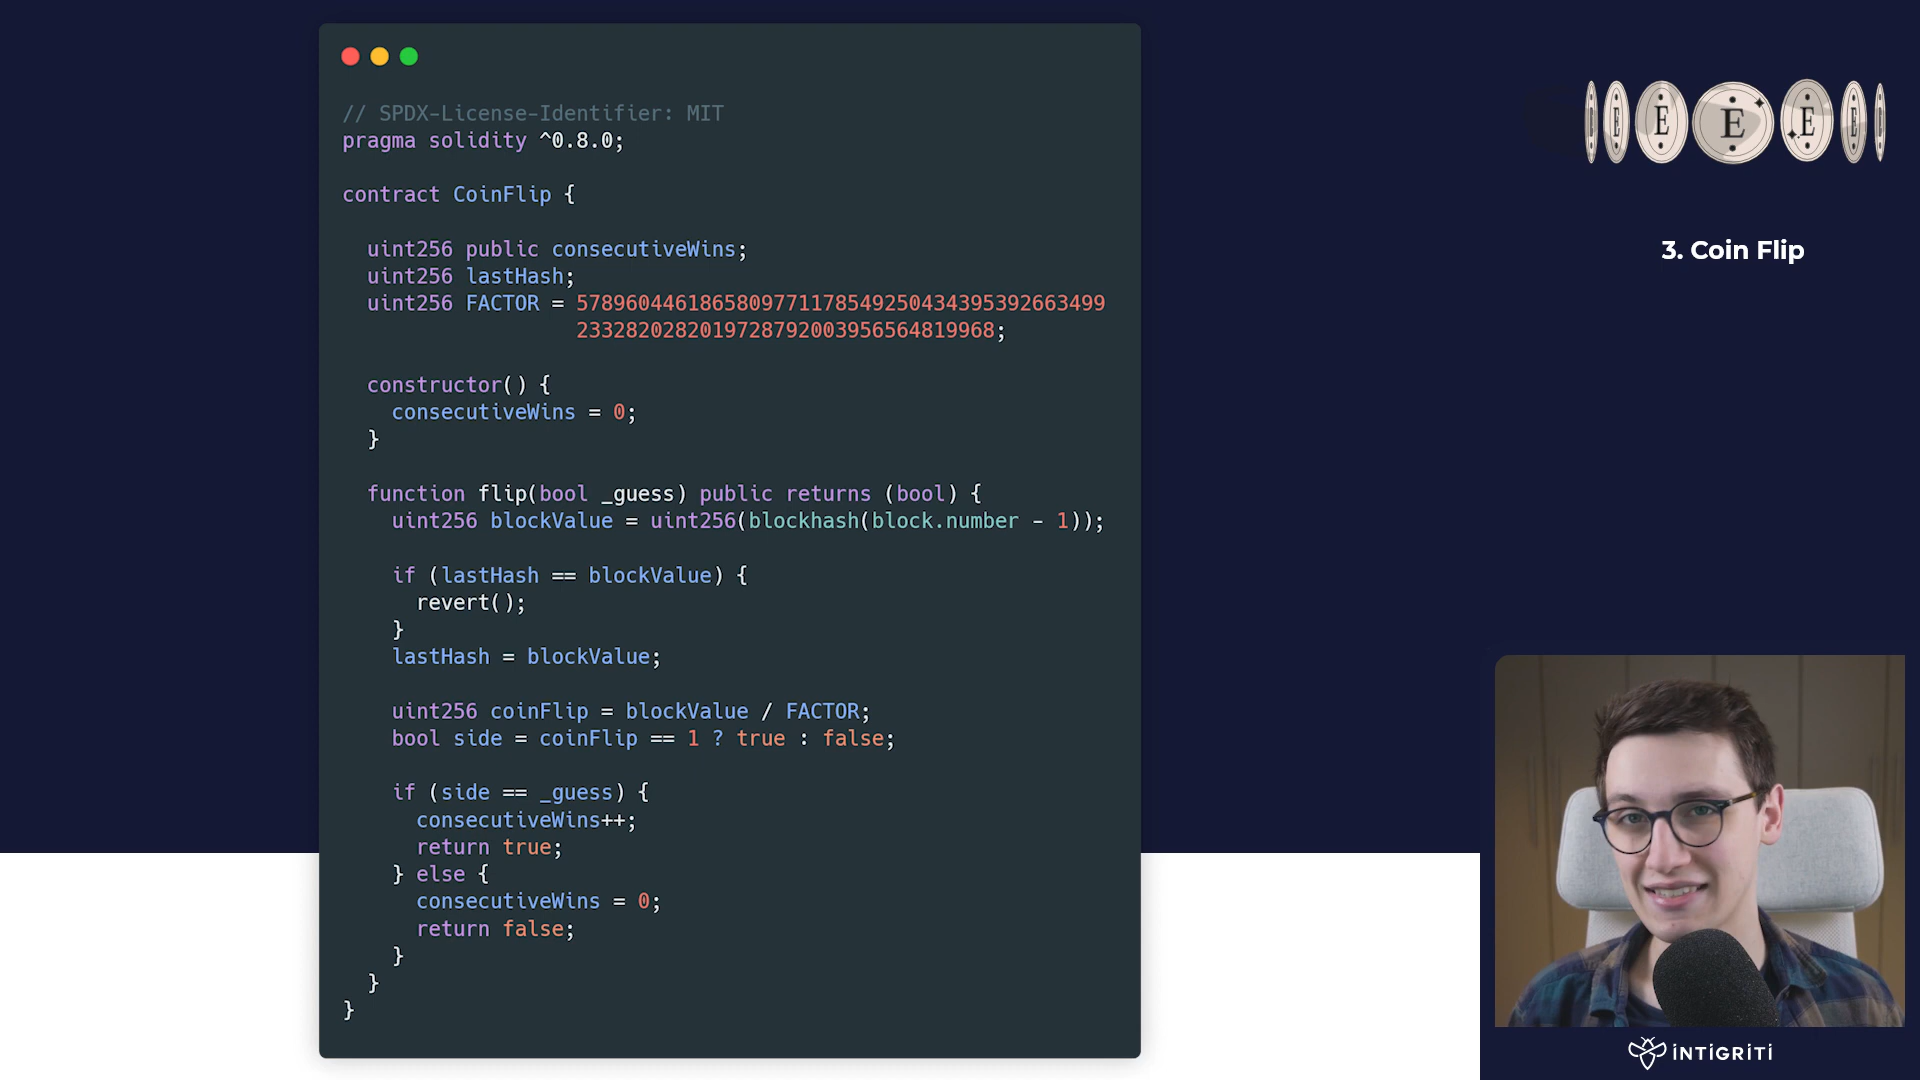 // SPDX-License-Identifier: MIT
pragma solidity ^0.8.0;
contract CoinFlip {
uint256 public consecutiveWins;
uint256 lastHash;
uint256 FACTOR = 5789604461865809771178549250434395392663499
2332820282019728792003956564819968;
constructor() {
consecutiveWins = 0;
}
function flip(bool _guess) public returns (bool) {
uint256 blockValue = uint256(blockhash(block.number - 1));
if (lastHash == blockValue) {
revert();
}
lastHash = blockValue;
uint256 coinFlip = blockValue / FACTOR;
bool side = coinFlip == 1 ? true : false;
if (side == _guess) {
consecutiveWins++;
return true;
} else {
consecutiveWins = 0;
return false;
}
}
}
E E E E E E E
3. Coin Flip
INTIGRITI